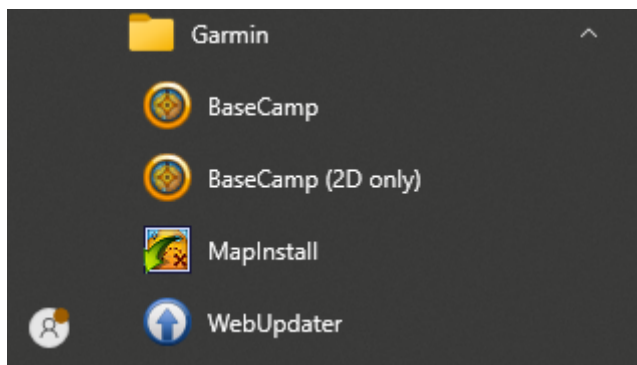 Garmin
BaseCamp
BaseCamp (2D only)
MapInstall
WebUpdater